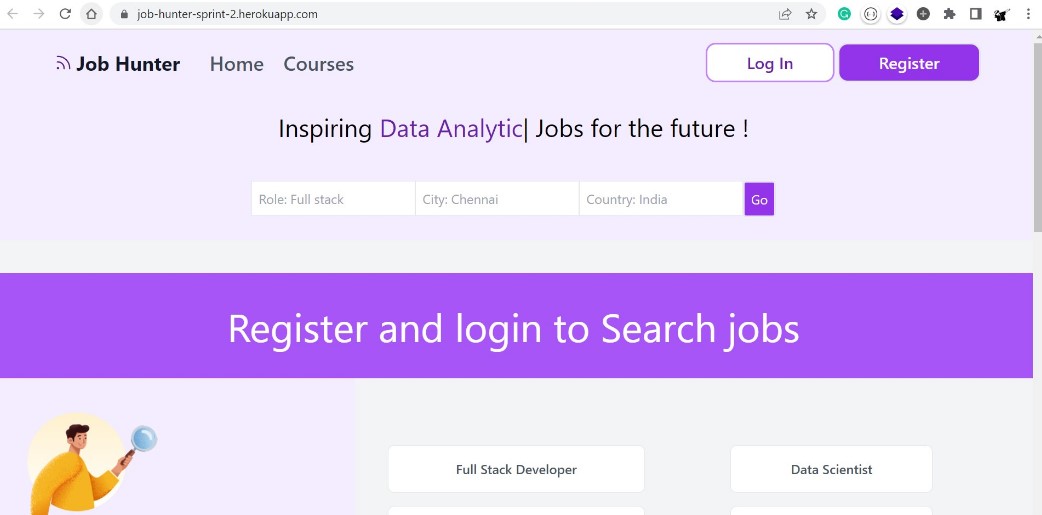 job-hunter-sprint-2.herokuapp.com
Job Hunter Home Courses Log In Register
Inspiring Data Analytic| Jobs for the future !
Role: Full stack City: Chennai Country: India Go
Register and login to Search jobs
Full Stack Developer Data Scientist